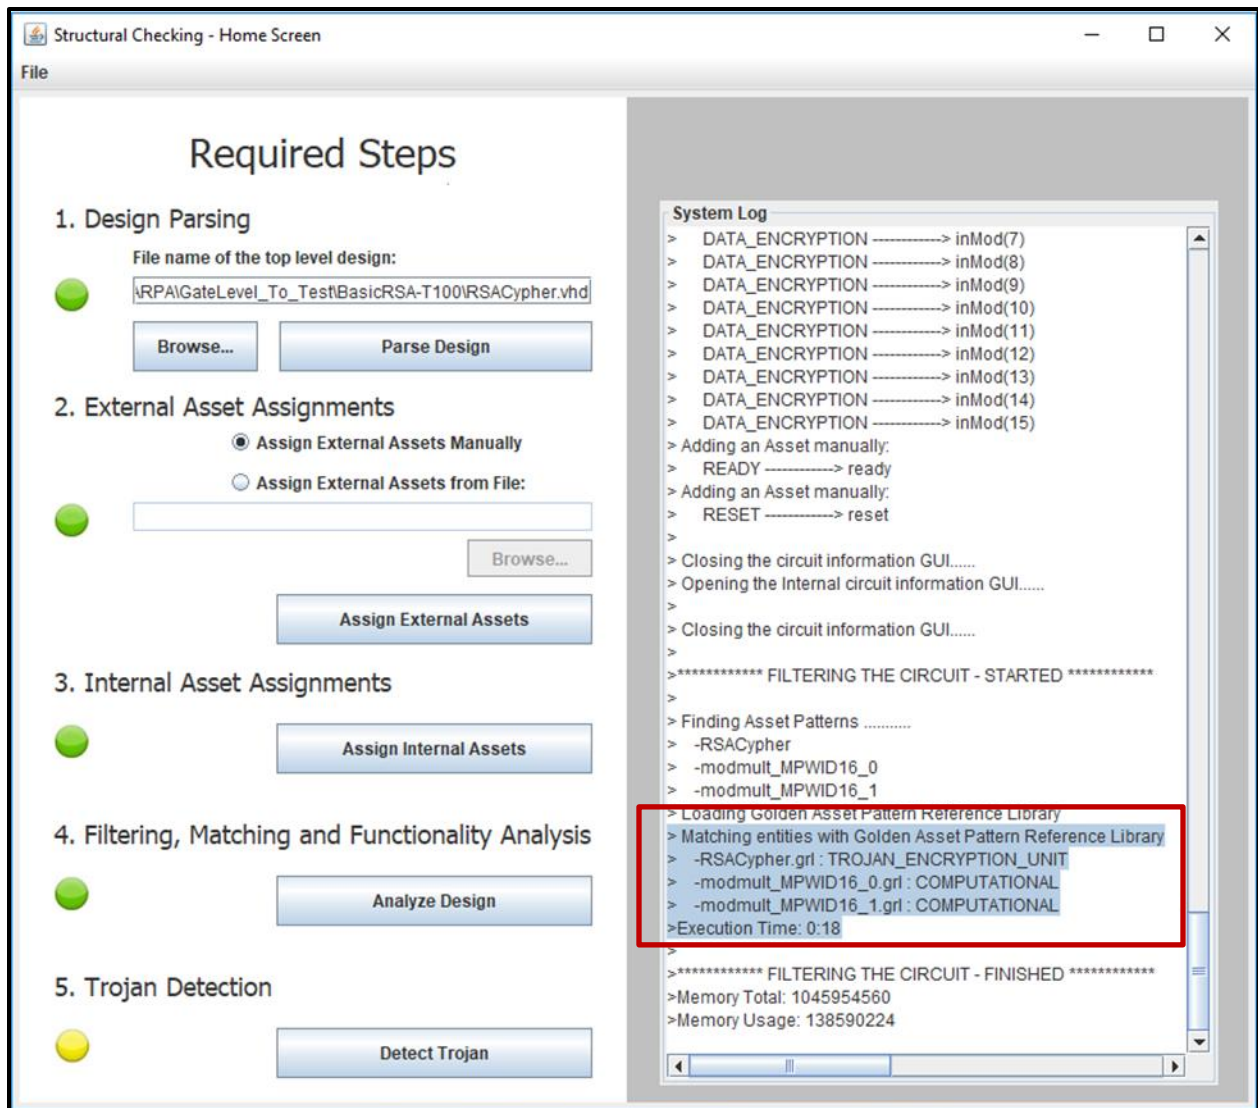 Structural Checking - Home Screen
File
Required Steps
1. Design Parsing
File name of the top level design:
\RPA\GateLevel_To_Test\BasicRSA-T100\RSACypher.vhd
Browse...
Parse Design
2. External Asset Assignments
Assign External Assets Manually
Assign External Assets from File:
Browse...
Assign External Assets
3. Internal Asset Assignments
Assign Internal Assets
4. Filtering, Matching and Functionality Analysis
Analyze Design
5. Trojan Detection
Detect Trojan
System Log
> DATA_ENCRYPTION ------------> inMod(7)
> DATA_ENCRYPTION ------------> inMod(8)
> DATA_ENCRYPTION ------------> inMod(9)
> DATA_ENCRYPTION ------------> inMod(10)
> DATA_ENCRYPTION ------------> inMod(11)
> DATA_ENCRYPTION ------------> inMod(12)
> DATA_ENCRYPTION ------------> inMod(13)
> DATA_ENCRYPTION ------------> inMod(14)
> DATA_ENCRYPTION ------------> inMod(15)
> Adding an Asset manually:
> READY ------------> ready
> Adding an Asset manually:
> RESET ------------> reset
>
> Closing the circuit information GUI......
> Opening the Internal circuit information GUI......
>
> Closing the circuit information GUI......
>
>************ FILTERING THE CIRCUIT - STARTED ************
>
> Finding Asset Patterns ...........
> -RSACypher
> -modmult_MPWID16_0
> -modmult_MPWID16_1
> Loading Golden Asset Pattern Reference Library
> Matching entities with Golden Asset Pattern Reference Library
> -RSACypher.grl : TROJAN_ENCRYPTION_UNIT
> -modmult_MPWID16_0.grl : COMPUTATIONAL
> -modmult_MPWID16_1.grl : COMPUTATIONAL
>Execution Time: 0:18
>
>************ FILTERING THE CIRCUIT - FINISHED ************
>Memory Total: 1045954560
>Memory Usage: 138590224